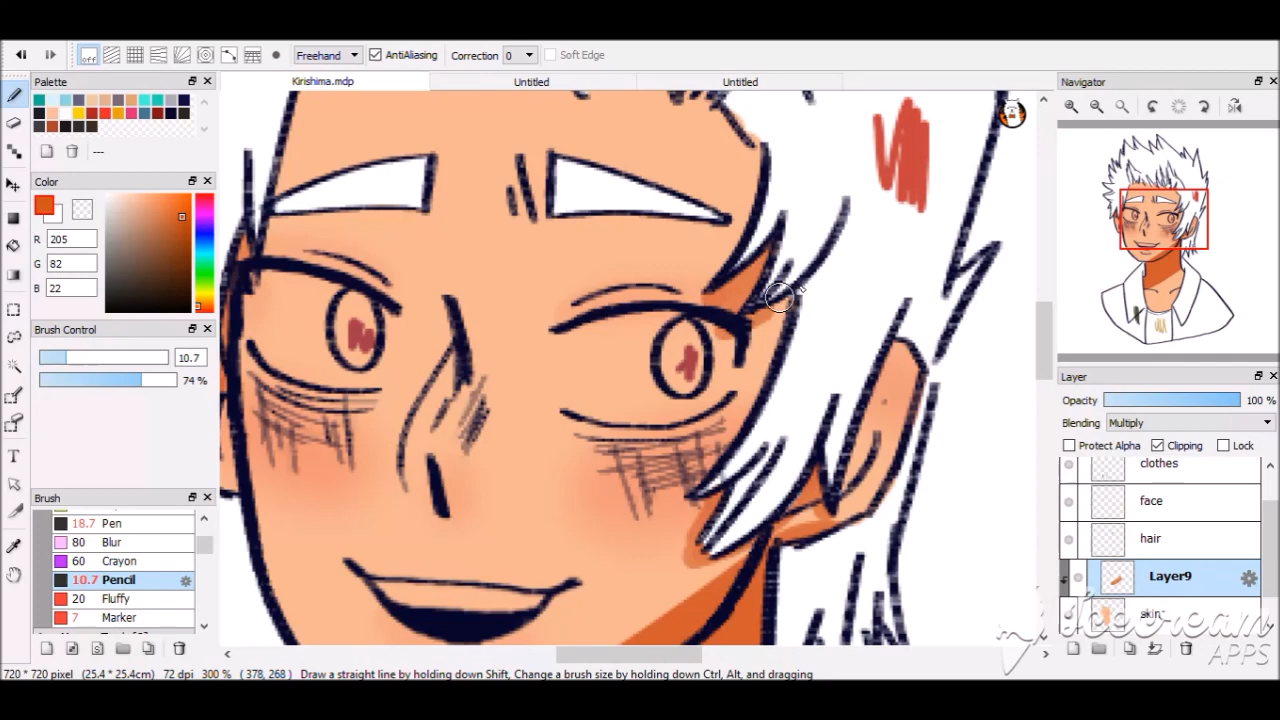 off
Freehand
AntiAliasing
Correction 0
Soft Edge
Palette
Kirishima.mdp
Untitled
Untitled
Navigator
---
Color
R 205
G 82
B 22
Brush Control
10.7
74 %
Layer
Opacity 100 %
Blending Multiply
Protect Alpha Clipping Lock
clothes
face
hair
Layer9
skin
Brush
18.7 Pen
80 Blur
60 Crayon
10.7 Pencil
20 Fluffy
7 Marker
720 * 720 pixel (25.4 * 25.4cm) 72 dpi 300 % ( 378, 268 ) Draw a straight line by holding down Shift, Change a brush size by holding down Ctrl, Alt, and dragging
Icecream
APPS